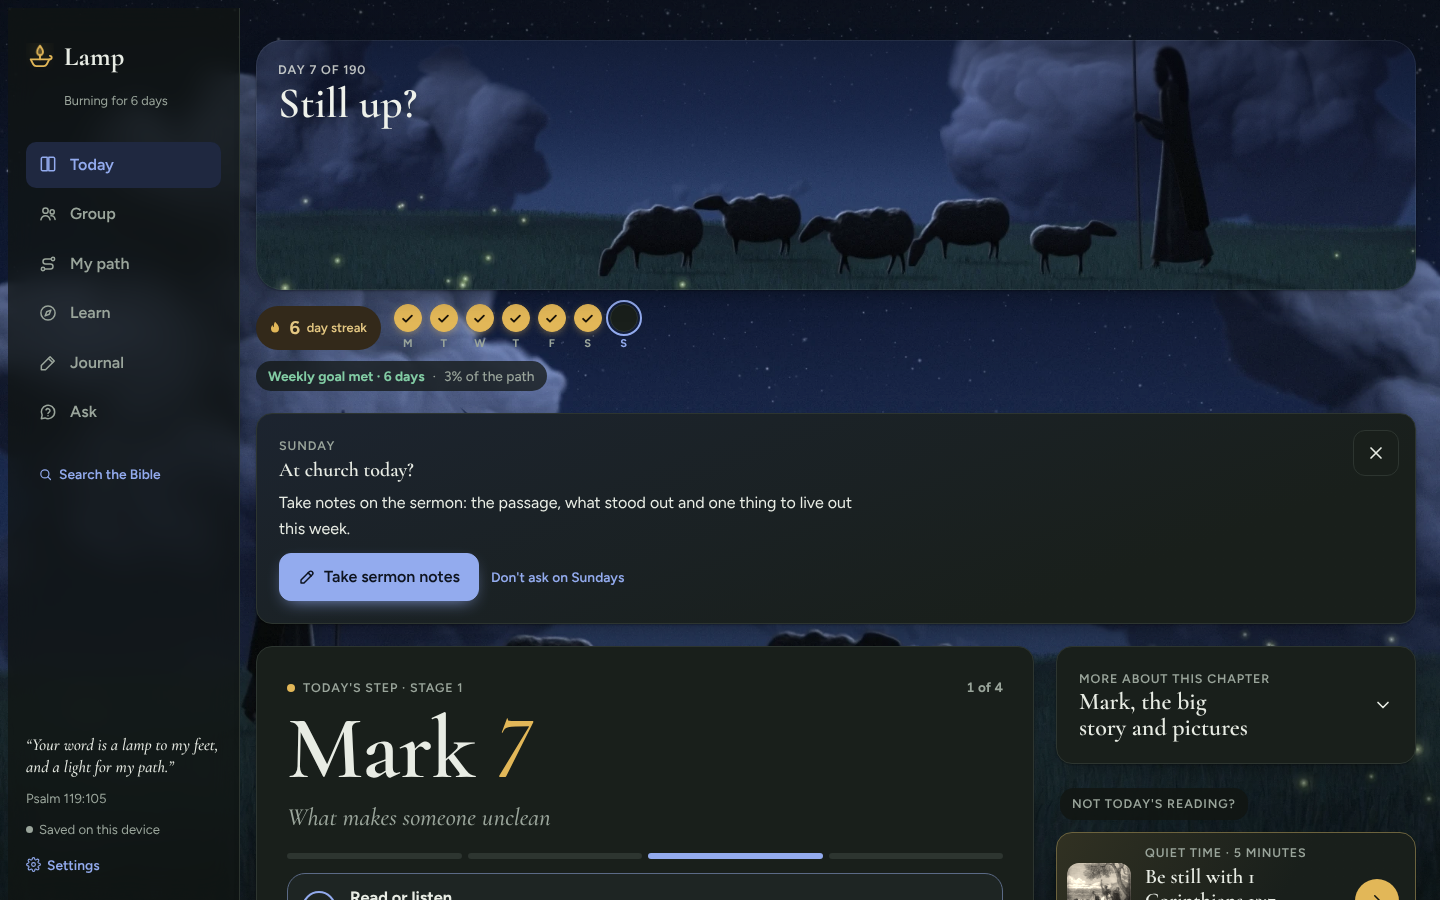 Lamp
Burning for 6 days
Today
Group
My path
Learn
Journal
Ask
Search the Bible
“Your word is a lamp to my feet,
and a light for my path.”
Psalm 119:105
Saved on this device
Settings
DAY 7 OF 190
Still up?
6 day streak
M T W T F S S
Weekly goal met · 6 days · 3% of the path
SUNDAY
At church today?
Take notes on the sermon: the passage, what stood out and one thing to live out
this week.
Take sermon notes
Don't ask on Sundays
TODAY'S STEP · STAGE 1
1 of 4
Mark 7
What makes someone unclean
Read or listen
MORE ABOUT THIS CHAPTER
Mark, the big
story and pictures
NOT TODAY'S READING?
QUIET TIME · 5 MINUTES
Be still with 1